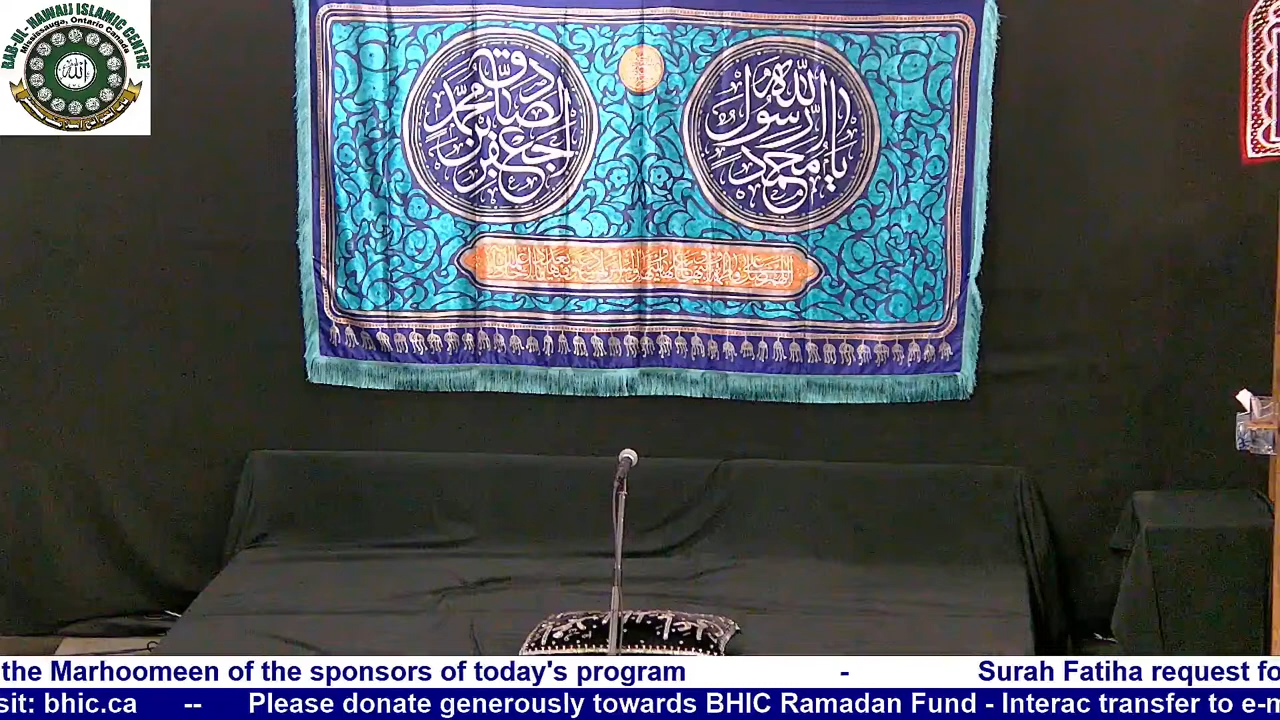 BAB-UL-HAWAIJ ISLAMIC CENTRE
Mississauga, Ontario Canada
الله
يا محمد رسول الله
جعفر بن محمد الصادق
the Marhoomeen of the sponsors of today's program - Surah Fatiha request fo
sit: bhic.ca -- Please donate generously towards BHIC Ramadan Fund - Interac transfer to e-m